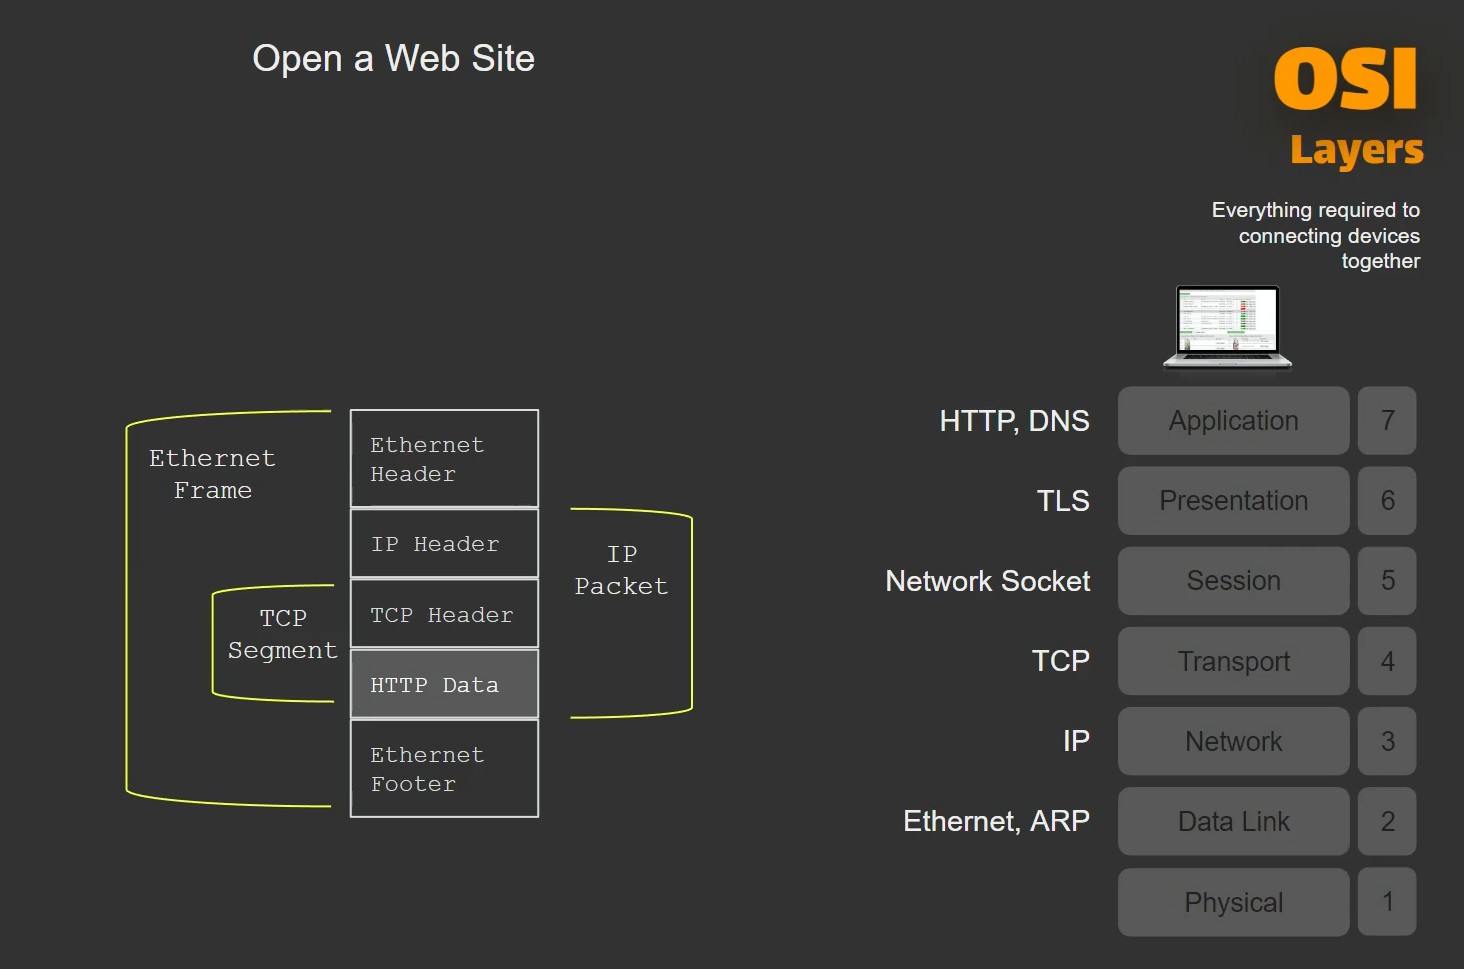 Open a Web Site
OSI
Layers
Everything required to
connecting devices
together
Ethernet
Frame
TCP
Segment
Ethernet
Header
IP Header
TCP Header
HTTP Data
Ethernet
Footer
IP
Packet
HTTP, DNS Application 7
TLS Presentation 6
Network Socket Session 5
TCP Transport 4
IP Network 3
Ethernet, ARP Data Link 2
Physical 1